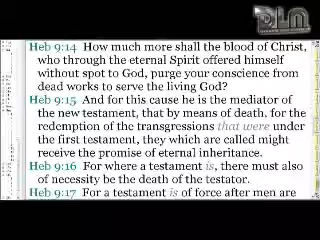 DLM
Heb 9:14 How much more shall the blood of Christ,
who through the eternal Spirit offered himself
without spot to God, purge your conscience from
dead works to serve the living God?
Heb 9:15 And for this cause he is the mediator of
the new testament, that by means of death, for the
redemption of the transgressions that were under
the first testament, they which are called might
receive the promise of eternal inheritance.
Heb 9:16 For where a testament is, there must also
of necessity be the death of the testator.
Heb 9:17 For a testament is of force after men are